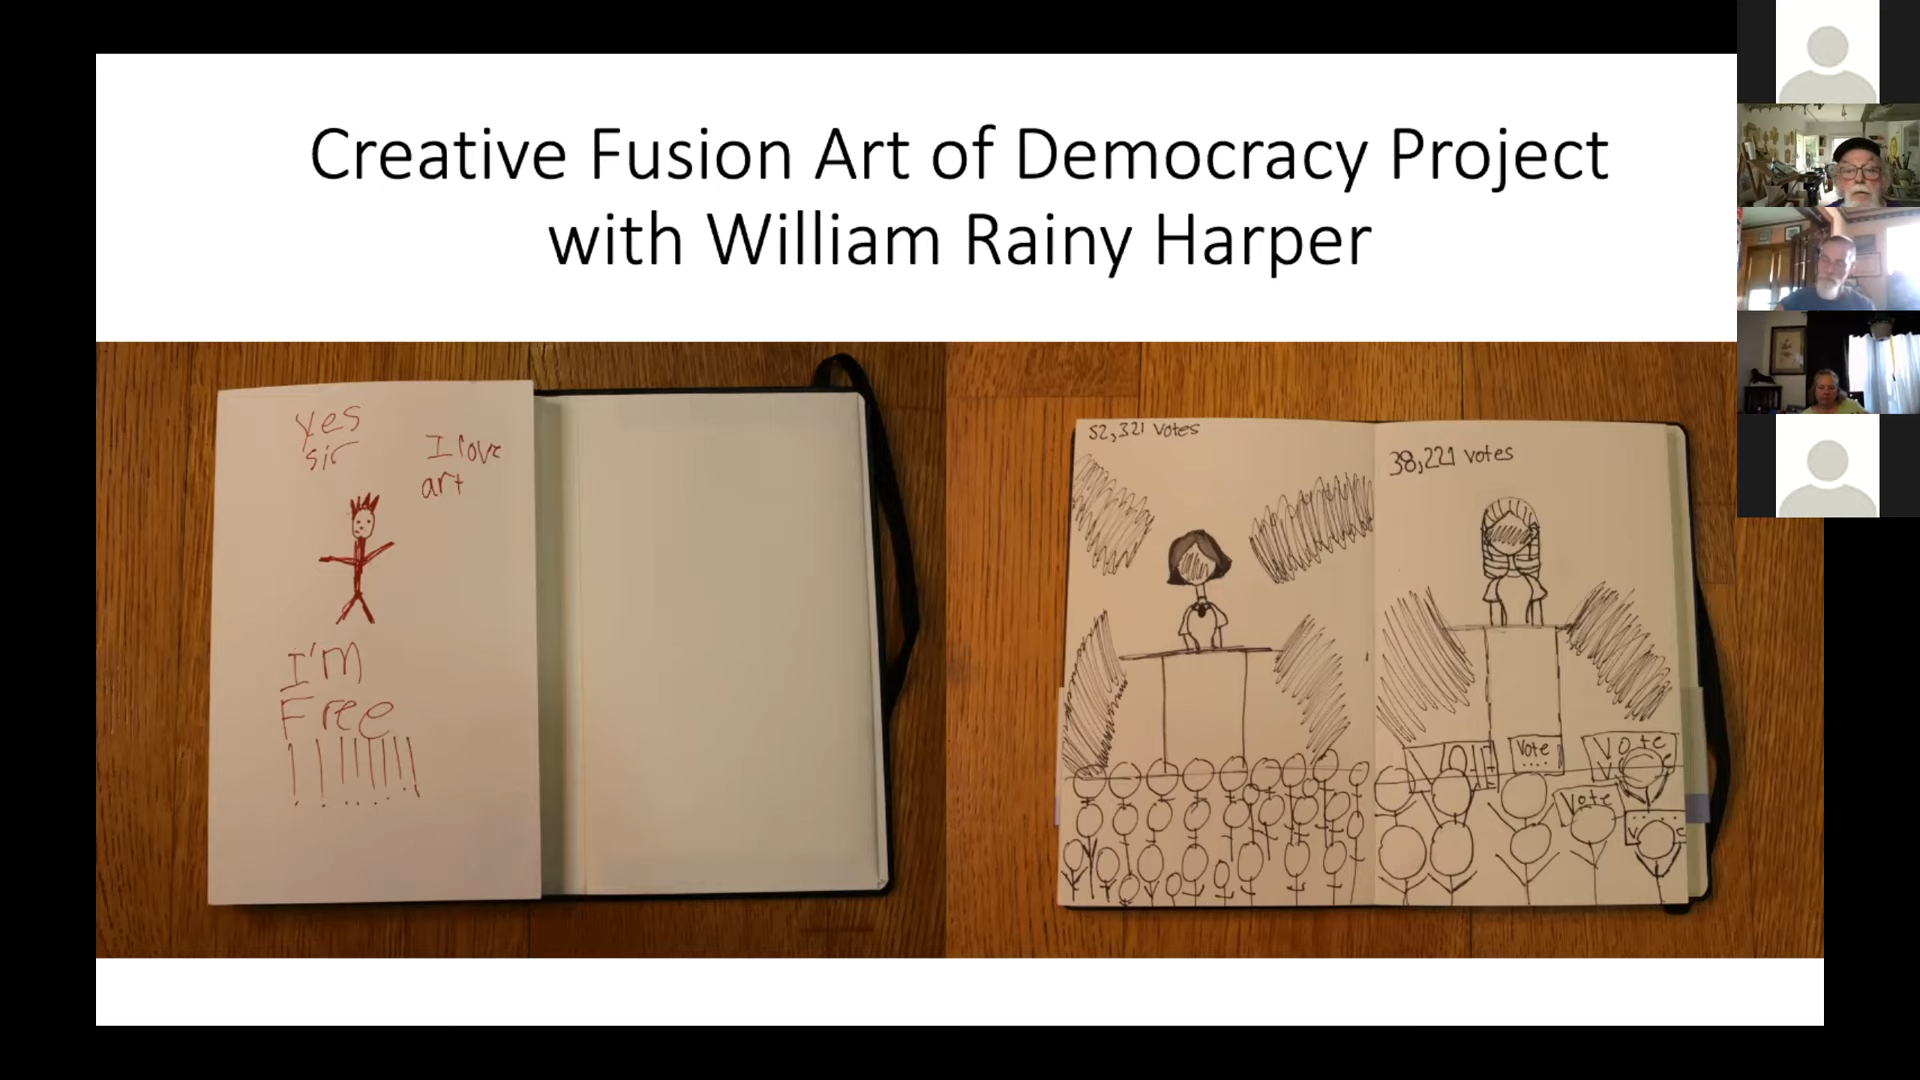 Creative Fusion Art of Democracy Project
with William Rainy Harper
yes
sir
I love
art
I'm
Free
!!!!!!!!
52,321 votes
38,221 votes
Vote
Vote
Vote